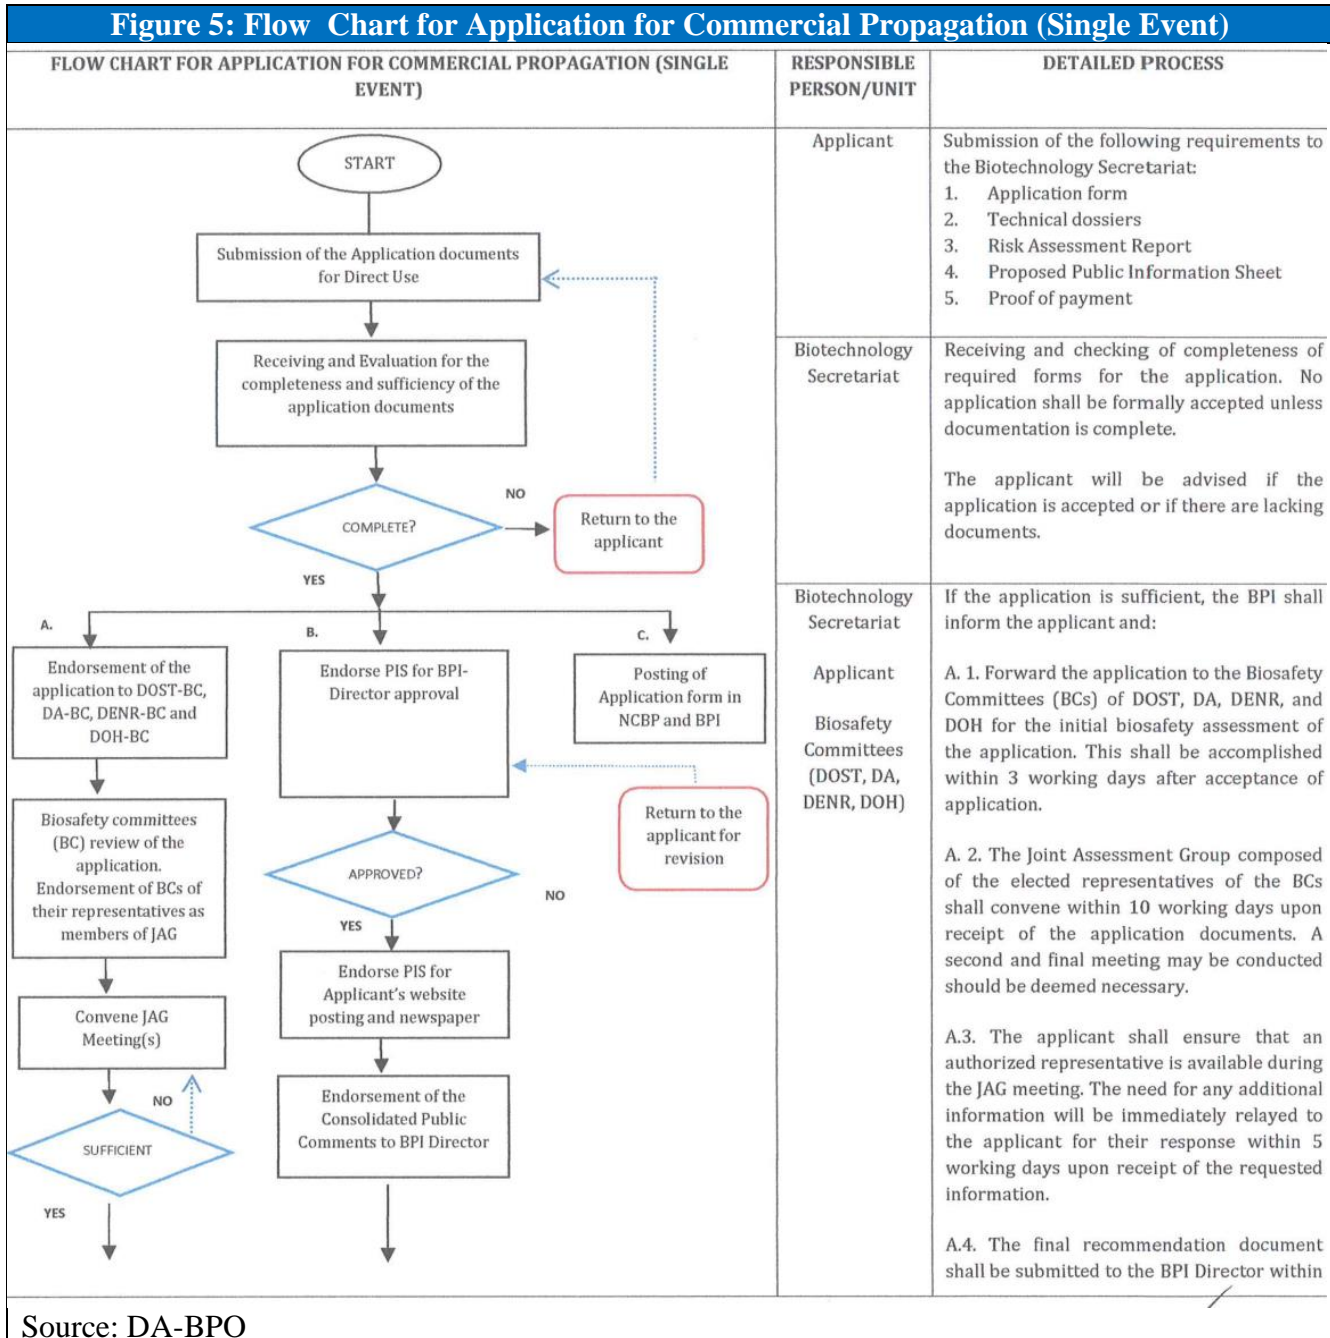 Figure 5: Flow Chart for Application for Commercial Propagation (Single Event)
FLOW CHART FOR APPLICATION FOR COMMERCIAL PROPAGATION (SINGLE
EVENT)
RESPONSIBLE
PERSON/UNIT
DETAILED PROCESS
START
Submission of the Application documents
for Direct Use
Applicant
Submission of the following requirements to
the Biotechnology Secretariat:
1. Application form
2. Technical dossiers
3. Risk Assessment Report
4. Proposed Public Information Sheet
5. Proof of payment
Receiving and Evaluation for the
completeness and sufficiency of the
application documents
COMPLETE?
NO
Return to the
applicant
YES
Biotechnology
Secretariat
Receiving and checking of completeness of
required forms for the application. No
application shall be formally accepted unless
documentation is complete.
The applicant will be advised if the
application is accepted or if there are lacking
documents.
A.
Endorsement of the
application to DOST-BC,
DA-BC, DENR-BC and
DOH-BC
Biosafety committees
(BC) review of the
application.
Endorsement of BCs of
their representatives as
members of JAG
Convene JAG
Meeting(s)
NO
SUFFICIENT
YES
B.
Endorse PIS for BPI-
Director approval
APPROVED?
NO
YES
Endorse PIS for
Applicant's website
posting and newspaper
Endorsement of the
Consolidated Public
Comments to BPI Director
C.
Posting of
Application form in
NCBP and BPI
Return to the
applicant for
revision
Biotechnology
Secretariat
Applicant
Biosafety
Committees
(DOST, DA,
DENR, DOH)
If the application is sufficient, the BPI shall
inform the applicant and:
A. 1. Forward the application to the Biosafety
Committees (BCs) of DOST, DA, DENR, and
DOH for the initial biosafety assessment of
the application. This shall be accomplished
within 3 working days after acceptance of
application.
A. 2. The Joint Assessment Group composed
of the elected representatives of the BCs
shall convene within 10 working days upon
receipt of the application documents. A
second and final meeting may be conducted
should be deemed necessary.
A.3. The applicant shall ensure that an
authorized representative is available during
the JAG meeting. The need for any additional
information will be immediately relayed to
the applicant for their response within 5
working days upon receipt of the requested
information.
A.4. The final recommendation document
shall be submitted to the BPI Director within
Source: DA-BPO